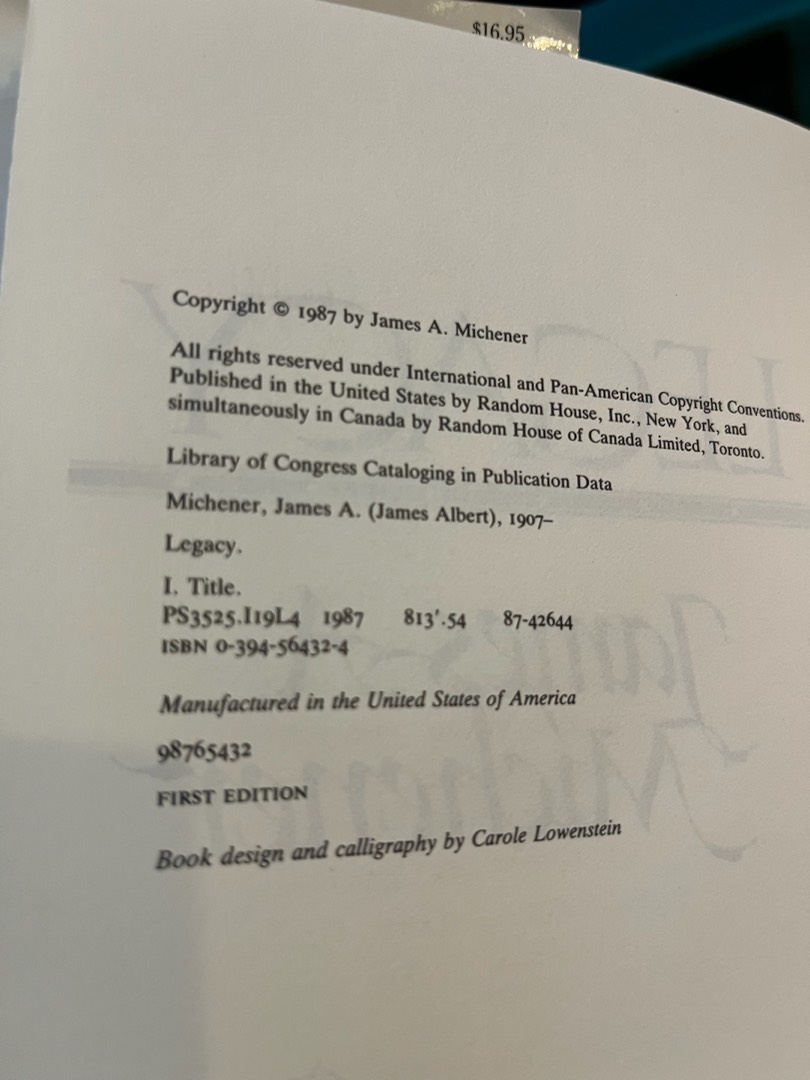 $16.95
Copyright © 1987 by James A. Michener
All rights reserved under International and Pan-American Copyright Conventions.
Published in the United States by Random House, Inc., New York, and
simultaneously in Canada by Random House of Canada Limited, Toronto.
Library of Congress Cataloging in Publication Data
Michener, James A. (James Albert), 1907–
Legacy.
I. Title.
PS3525.I19L4 1987 813'.54 87-42644
ISBN 0-394-56432-4
Manufactured in the United States of America
98765432
FIRST EDITION
Book design and calligraphy by Carole Lowenstein